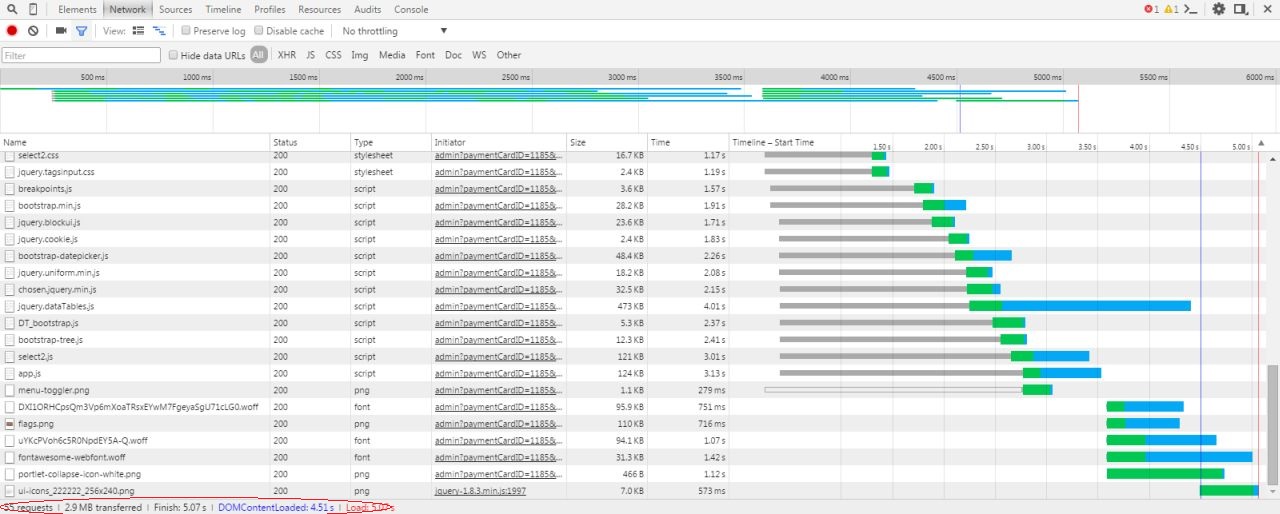 Elements Network Sources Timeline Profiles Resources Audits Console 1 1
View: Preserve log Disable cache No throttling
Filter Hide data URLs All XHR JS CSS Img Media Font Doc WS Other
500 ms 1000 ms 1500 ms 2000 ms 2500 ms 3000 ms 3500 ms 4000 ms 4500 ms 5000 ms 5500 ms 6000 ms
Name Status Type Initiator Size Time Timeline – Start Time 1.50 s 2.00 s 2.50 s 3.00 s 3.50 s 4.00 s 4.50 s 5.00 s
select2.css 200 stylesheet admin?paymentCardID=1185&... 16.7 KB 1.17 s
jquery.tagsinput.css 200 stylesheet admin?paymentCardID=1185&... 2.4 KB 1.19 s
breakpoints.js 200 script admin?paymentCardID=1185&... 3.6 KB 1.57 s
bootstrap.min.js 200 script admin?paymentCardID=1185&... 28.2 KB 1.91 s
jquery.blockui.js 200 script admin?paymentCardID=1185&... 23.6 KB 1.71 s
jquery.cookie.js 200 script admin?paymentCardID=1185&... 2.4 KB 1.83 s
bootstrap-datepicker.js 200 script admin?paymentCardID=1185&... 48.4 KB 2.26 s
jquery.uniform.min.js 200 script admin?paymentCardID=1185&... 18.2 KB 2.08 s
chosen.jquery.min.js 200 script admin?paymentCardID=1185&... 32.5 KB 2.15 s
jquery.dataTables.js 200 script admin?paymentCardID=1185&... 473 KB 4.01 s
DT_bootstrap.js 200 script admin?paymentCardID=1185&... 5.3 KB 2.37 s
bootstrap-tree.js 200 script admin?paymentCardID=1185&... 12.3 KB 2.41 s
select2.js 200 script admin?paymentCardID=1185&... 121 KB 3.01 s
app.js 200 script admin?paymentCardID=1185&... 124 KB 3.13 s
menu-toggler.png 200 png admin?paymentCardID=1185&... 1.1 KB 279 ms
DXI1ORHCpsQm3Vp6mXoaTRsxEYwM7FgeyaSgU71cLG0.woff 200 font admin?paymentCardID=1185&... 95.9 KB 751 ms
flags.png 200 png admin?paymentCardID=1185&... 110 KB 716 ms
uYKcPVoh6c5R0NpdEY5A-Q.woff 200 font admin?paymentCardID=1185&... 94.1 KB 1.07 s
fontawesome-webfont.woff 200 font admin?paymentCardID=1185&... 31.3 KB 1.42 s
portlet-collapse-icon-white.png 200 png admin?paymentCardID=1185&... 466 B 1.12 s
ui-icons_222222_256x240.png 200 png jquery-1.8.3.min.js:1997 7.0 KB 573 ms
requests | 2.9 MB transferred | Finish: 5.07 s | DOMContentLoaded: 4.51 s | Load: 5.07 s